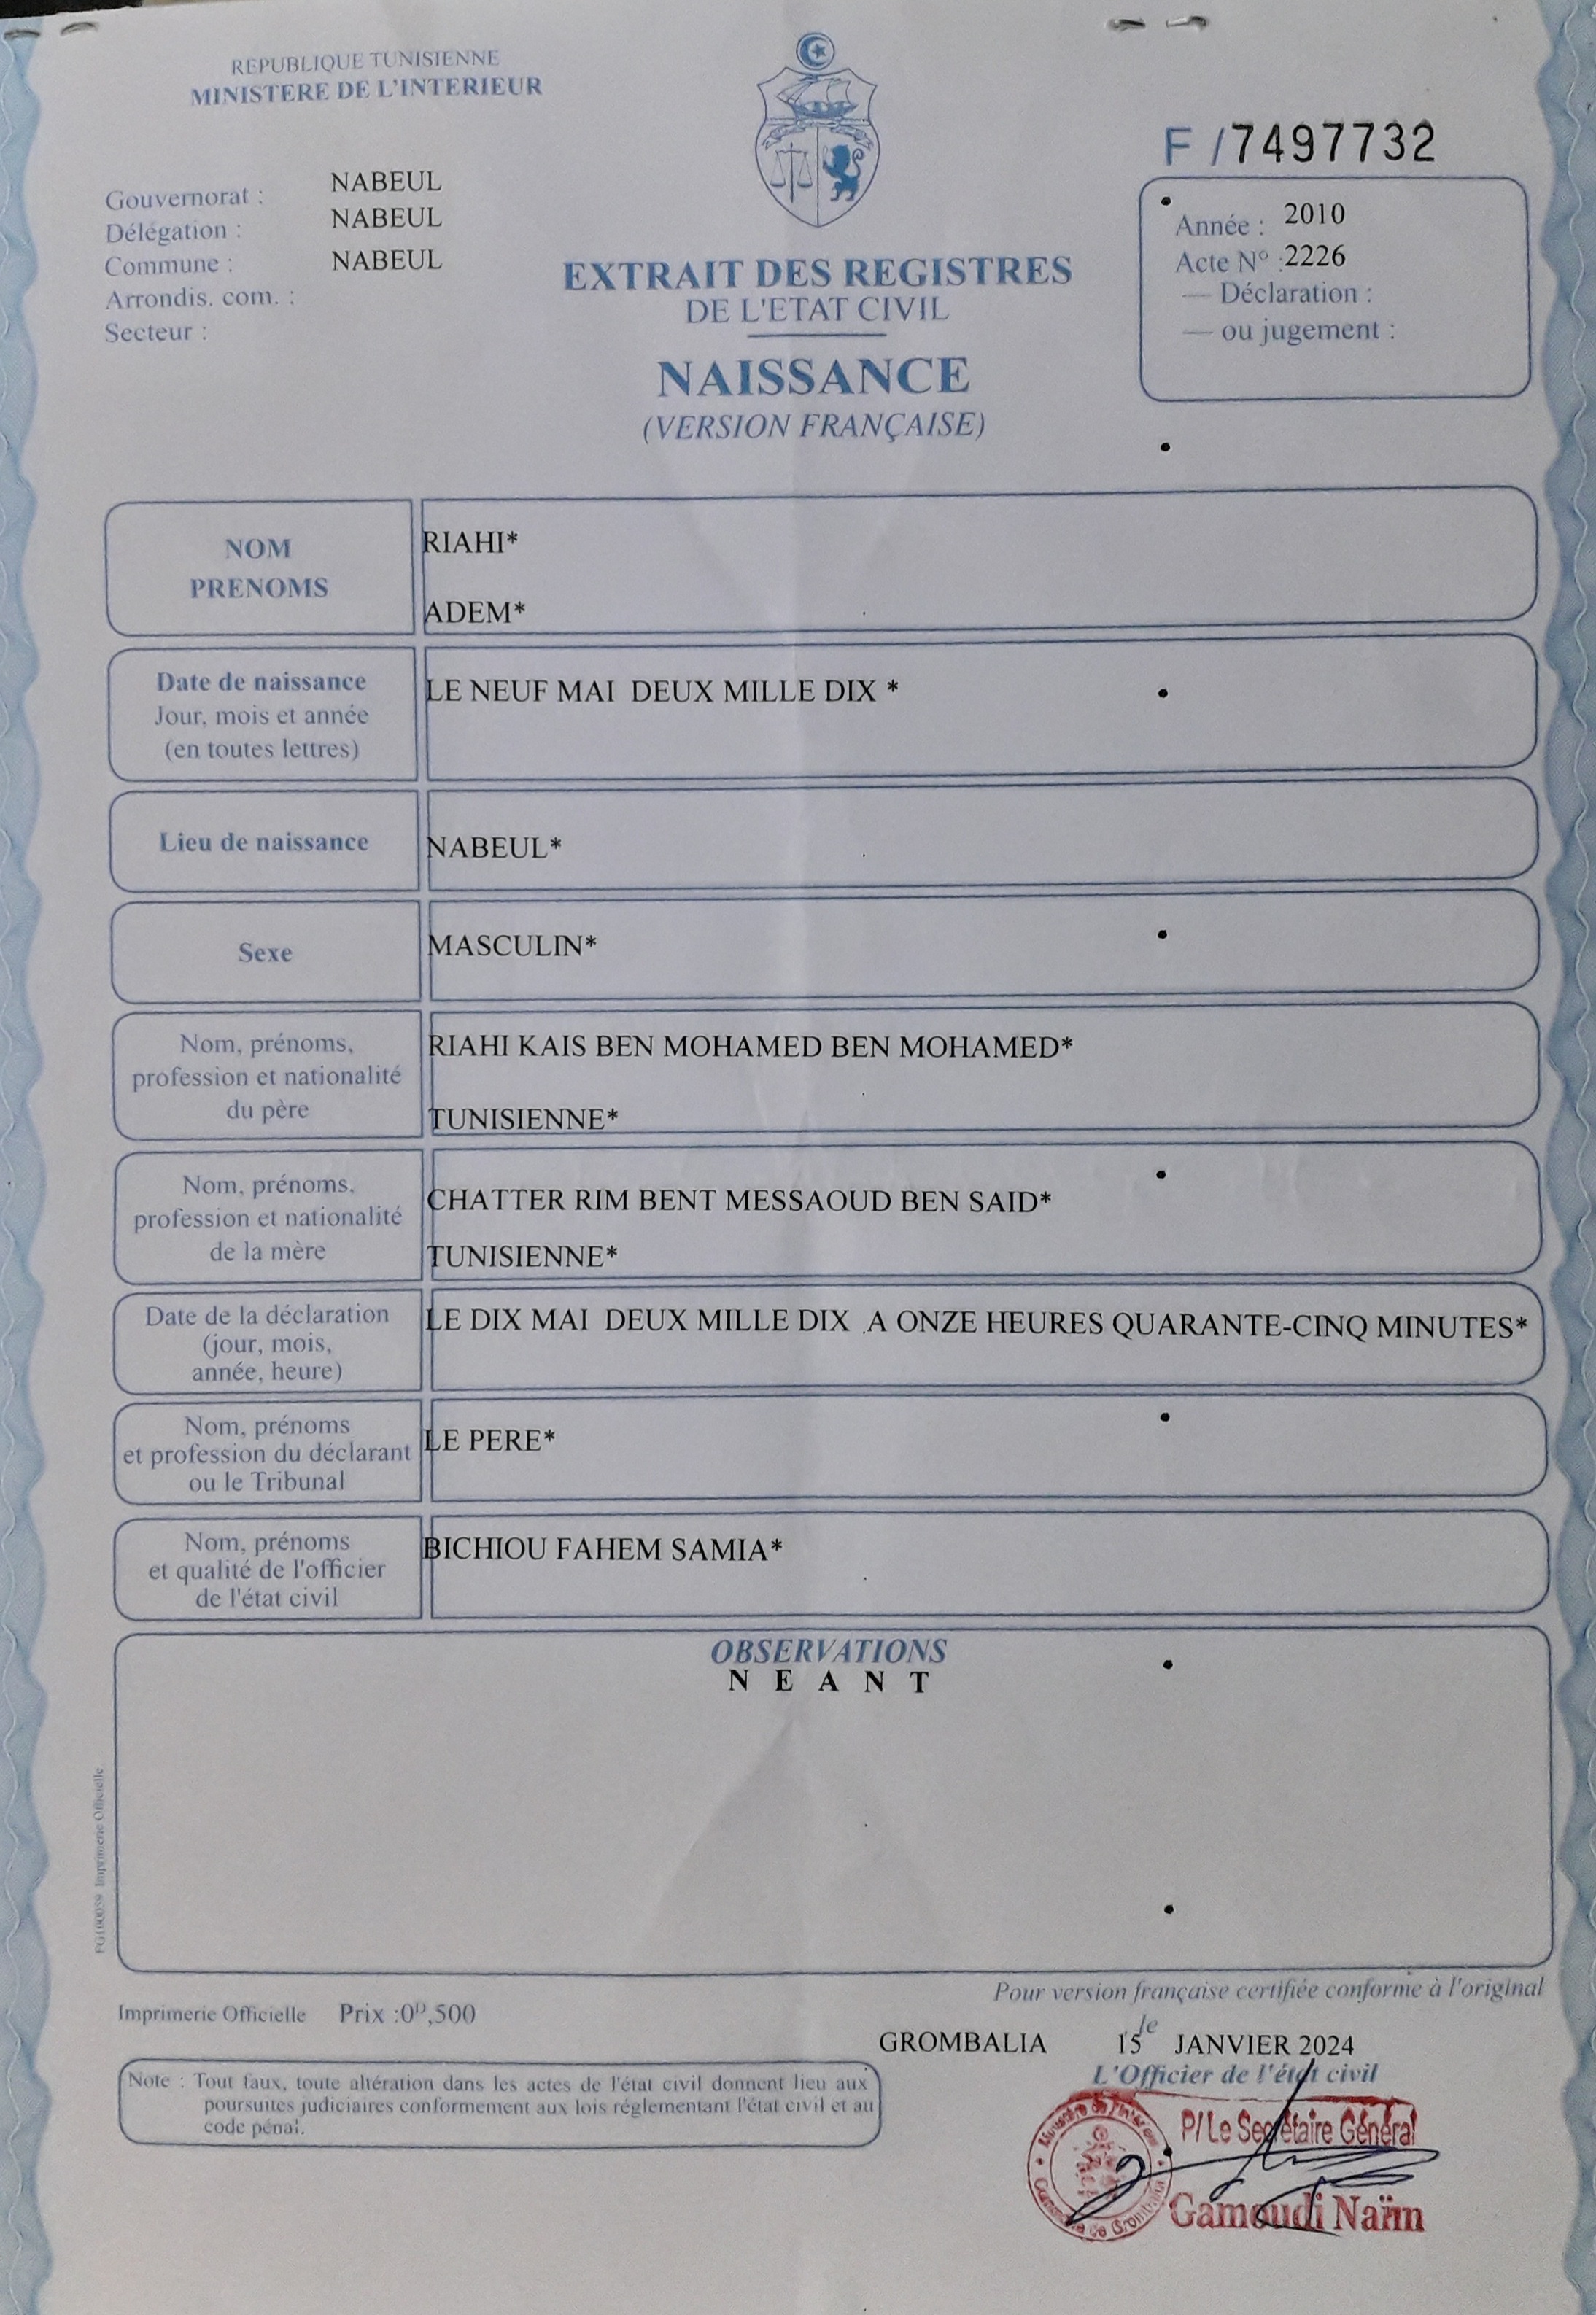 REPUBLIQUE TUNISIENNE
MINISTERE DE L'INTERIEUR
F /7497732
Gouvernorat : NABEUL
Délégation : NABEUL
Commune : NABEUL
Arrondis. com. :
Secteur :
Année : 2010
Acte N° : 2226
— Déclaration :
— ou jugement :
EXTRAIT DES REGISTRES
DE L'ETAT CIVIL
NAISSANCE
(VERSION FRANÇAISE)
NOM
PRENOMS
RIAHI*
ADEM*
Date de naissance
Jour, mois et année
(en toutes lettres)
LE NEUF MAI DEUX MILLE DIX *
Lieu de naissance
NABEUL*
Sexe
MASCULIN*
Nom, prénoms,
profession et nationalité
du père
RIAHI KAIS BEN MOHAMED BEN MOHAMED*
TUNISIENNE*
Nom, prénoms,
profession et nationalité
de la mère
CHATTER RIM BENT MESSAOUD BEN SAID*
TUNISIENNE*
Date de la déclaration
(jour, mois,
année, heure)
LE DIX MAI DEUX MILLE DIX A ONZE HEURES QUARANTE-CINQ MINUTES*
Nom, prénoms
et profession du déclarant
ou le Tribunal
LE PERE*
Nom, prénoms
et qualité de l'officier
de l'état civil
BICHIOU FAHEM SAMIA*
OBSERVATIONS
N E A N T
Imprimerie Officielle
Pour version française certifiée conforme à l'original
Imprimerie Officielle Prix :0D,500
GROMBALIA le 15 JANVIER 2024
L'Officier de l'état civil
Note : Tout faux, toute altération dans les actes de l'état civil donnent lieu aux
poursuites judiciaires conformement aux lois réglementant l'état civil et au
code pénal.
Ministère de l'Intérieur
Commune de Grombalia
P/Le Secrétaire Général
Gamoudi Naïm